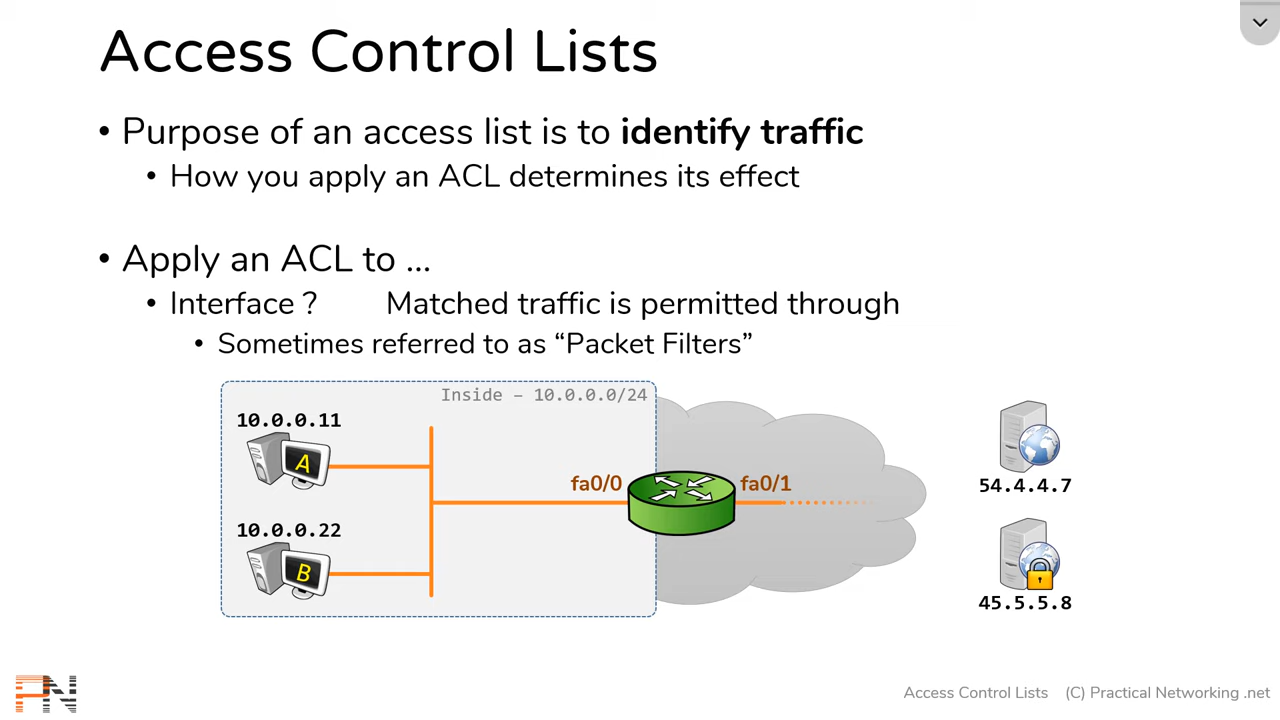 Access Control Lists
• Purpose of an access list is to identify traffic
• How you apply an ACL determines its effect
• Apply an ACL to ...
• Interface ? Matched traffic is permitted through
• Sometimes referred to as “Packet Filters”
Inside – 10.0.0.0/24
10.0.0.11
A
fa0/0
fa0/1
54.4.4.7
10.0.0.22
B
45.5.5.8
PN
Access Control Lists (C) Practical Networking .net